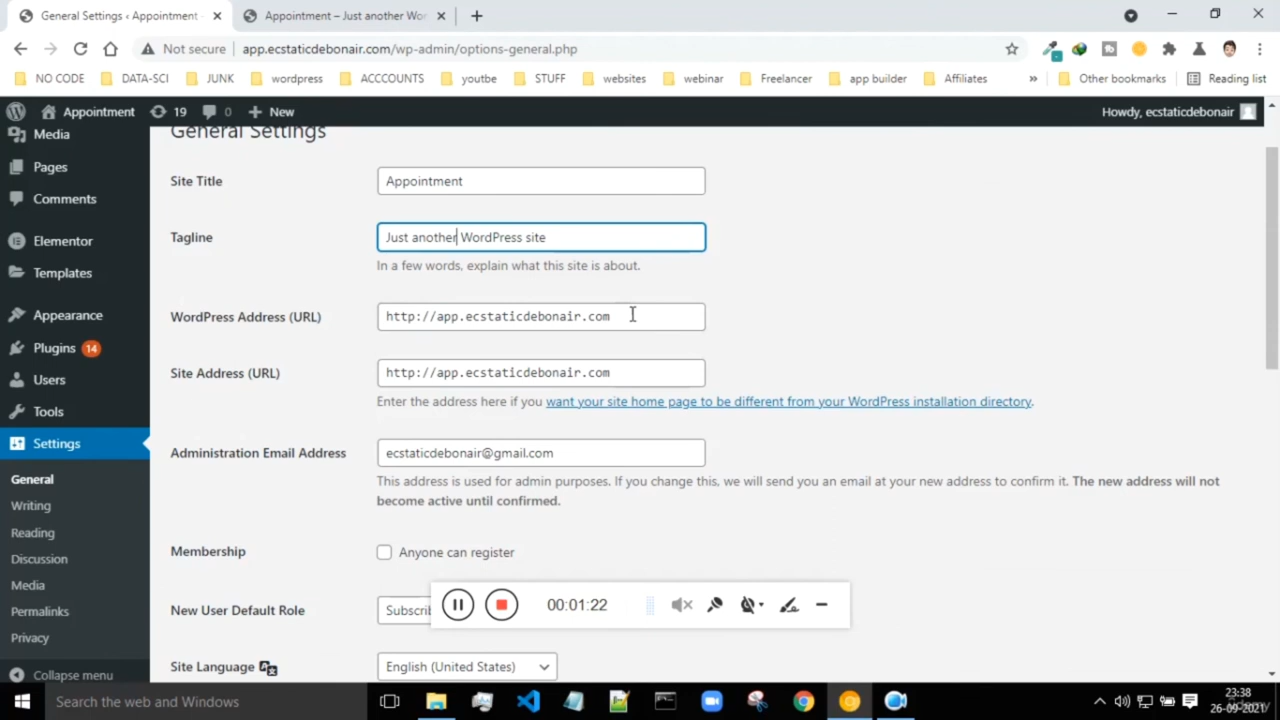 General Settings ‹ Appointment
Appointment – Just another Wor
Not secure
app.ecstaticdebonair.com/wp-admin/options-general.php
NO CODE
DATA-SCI
JUNK
wordpress
ACCCOUNTS
youtbe
STUFF
websites
webinar
Freelancer
app builder
Affiliates
»
Other bookmarks
Reading list
Appointment
19
0
New
Howdy, ecstaticdebonair
Media
Pages
Comments
Elementor
Templates
Appearance
Plugins 14
Users
Tools
Settings
General
Writing
Reading
Discussion
Media
Permalinks
Privacy
Collapse menu
General Settings
Site Title
Appointment
Tagline
Just another WordPress site
In a few words, explain what this site is about.
WordPress Address (URL)
http://app.ecstaticdebonair.com
Site Address (URL)
http://app.ecstaticdebonair.com
Enter the address here if you want your site home page to be different from your WordPress installation directory.
Administration Email Address
ecstaticdebonair@gmail.com
This address is used for admin purposes. If you change this, we will send you an email at your new address to confirm it. The new address will not
become active until confirmed.
Membership
Anyone can register
New User Default Role
Subscrib
00:01:22
Site Language
English (United States)
Search the web and Windows
23:38
26-09-2021